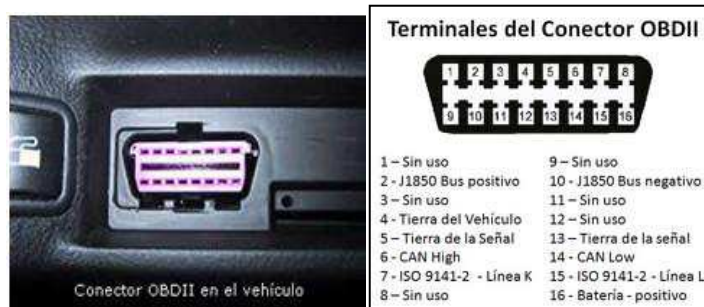 Conector OBDII en el vehículo
Terminales del Conector OBDII
1 2 3 4 5 6 7 8
9 10 11 12 13 14 15 16
1 – Sin uso
2 - J1850 Bus positivo
3 – Sin uso
4 - Tierra del Vehículo
5 – Tierra de la Señal
6 - CAN High
7 - ISO 9141-2 - Línea K
8 – Sin uso
9 – Sin uso
10 - J1850 Bus negativo
11 – Sin uso
12 – Sin uso
13 – Tierra de la señal
14 - CAN Low
15 - ISO 9141-2 - Línea L
16 - Batería - positivo